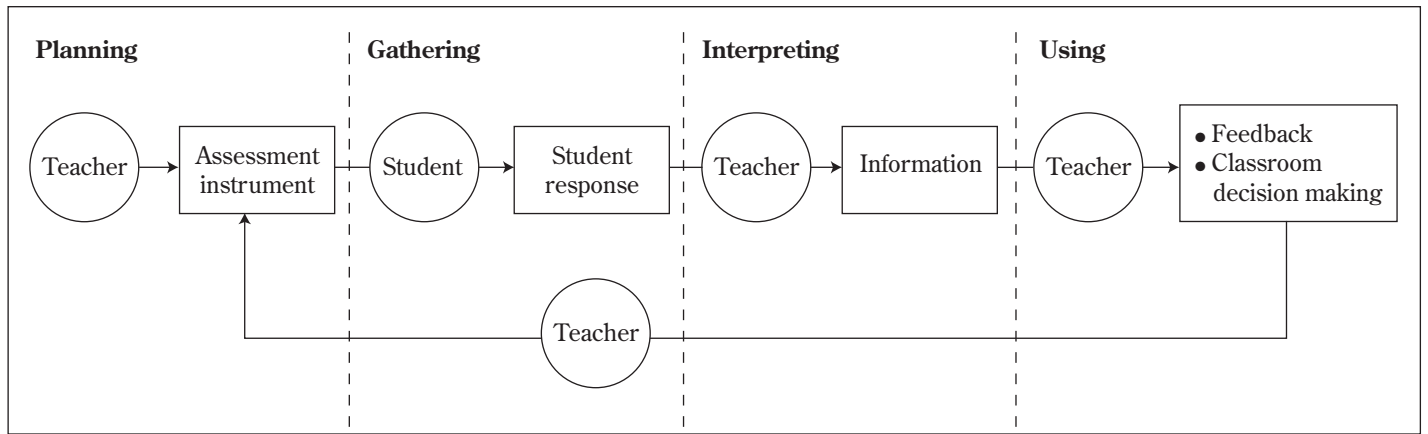 Planning
Gathering
Interpreting
Using
Teacher
Assessment
instrument
Student
Student
response
Teacher
Information
Teacher
● Feedback
● Classroom
decision making
Teacher